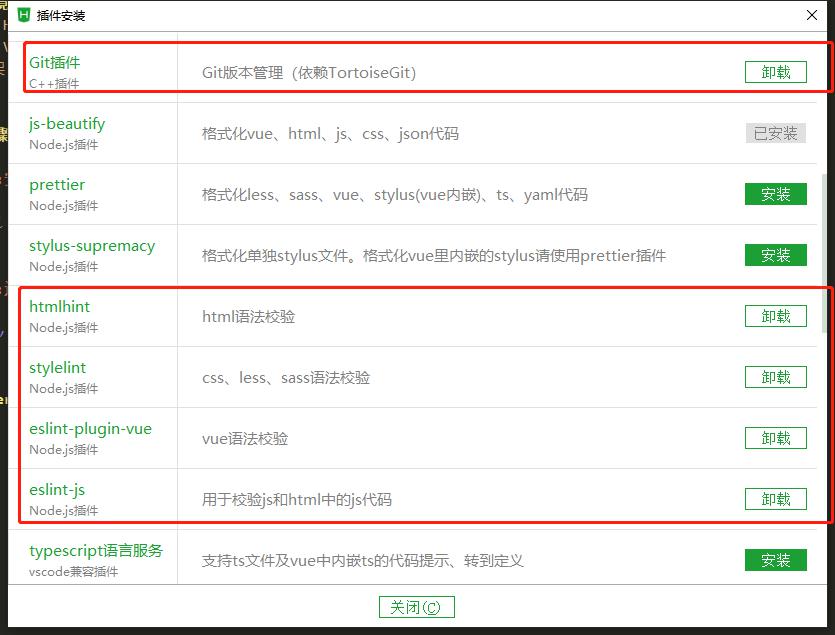 H 插件安装
Git插件
C++插件
Git版本管理（依赖TortoiseGit）
卸载
js-beautify
Node.js插件
格式化vue、html、js、css、json代码
已安装
prettier
Node.js插件
格式化less、sass、vue、stylus(vue内嵌)、ts、yaml代码
安装
stylus-supremacy
Node.js插件
格式化单独stylus文件。格式化vue里内嵌的stylus请使用prettier插件
安装
htmlhint
Node.js插件
html语法校验
卸载
stylelint
Node.js插件
css、less、sass语法校验
卸载
eslint-plugin-vue
Node.js插件
vue语法校验
卸载
eslint-js
Node.js插件
用于校验js和html中的js代码
卸载
typescript语言服务
vscode兼容插件
支持ts文件及vue中内嵌ts的代码提示、转到定义
安装
关闭(C)